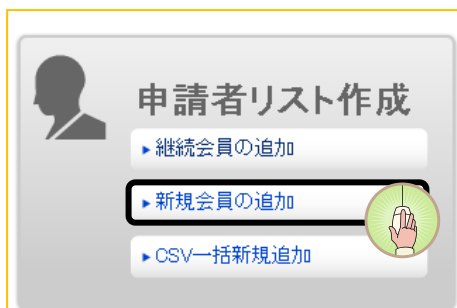 申請者リスト作成
▸継続会員の追加
▸新規会員の追加
▸CSV一括新規追加